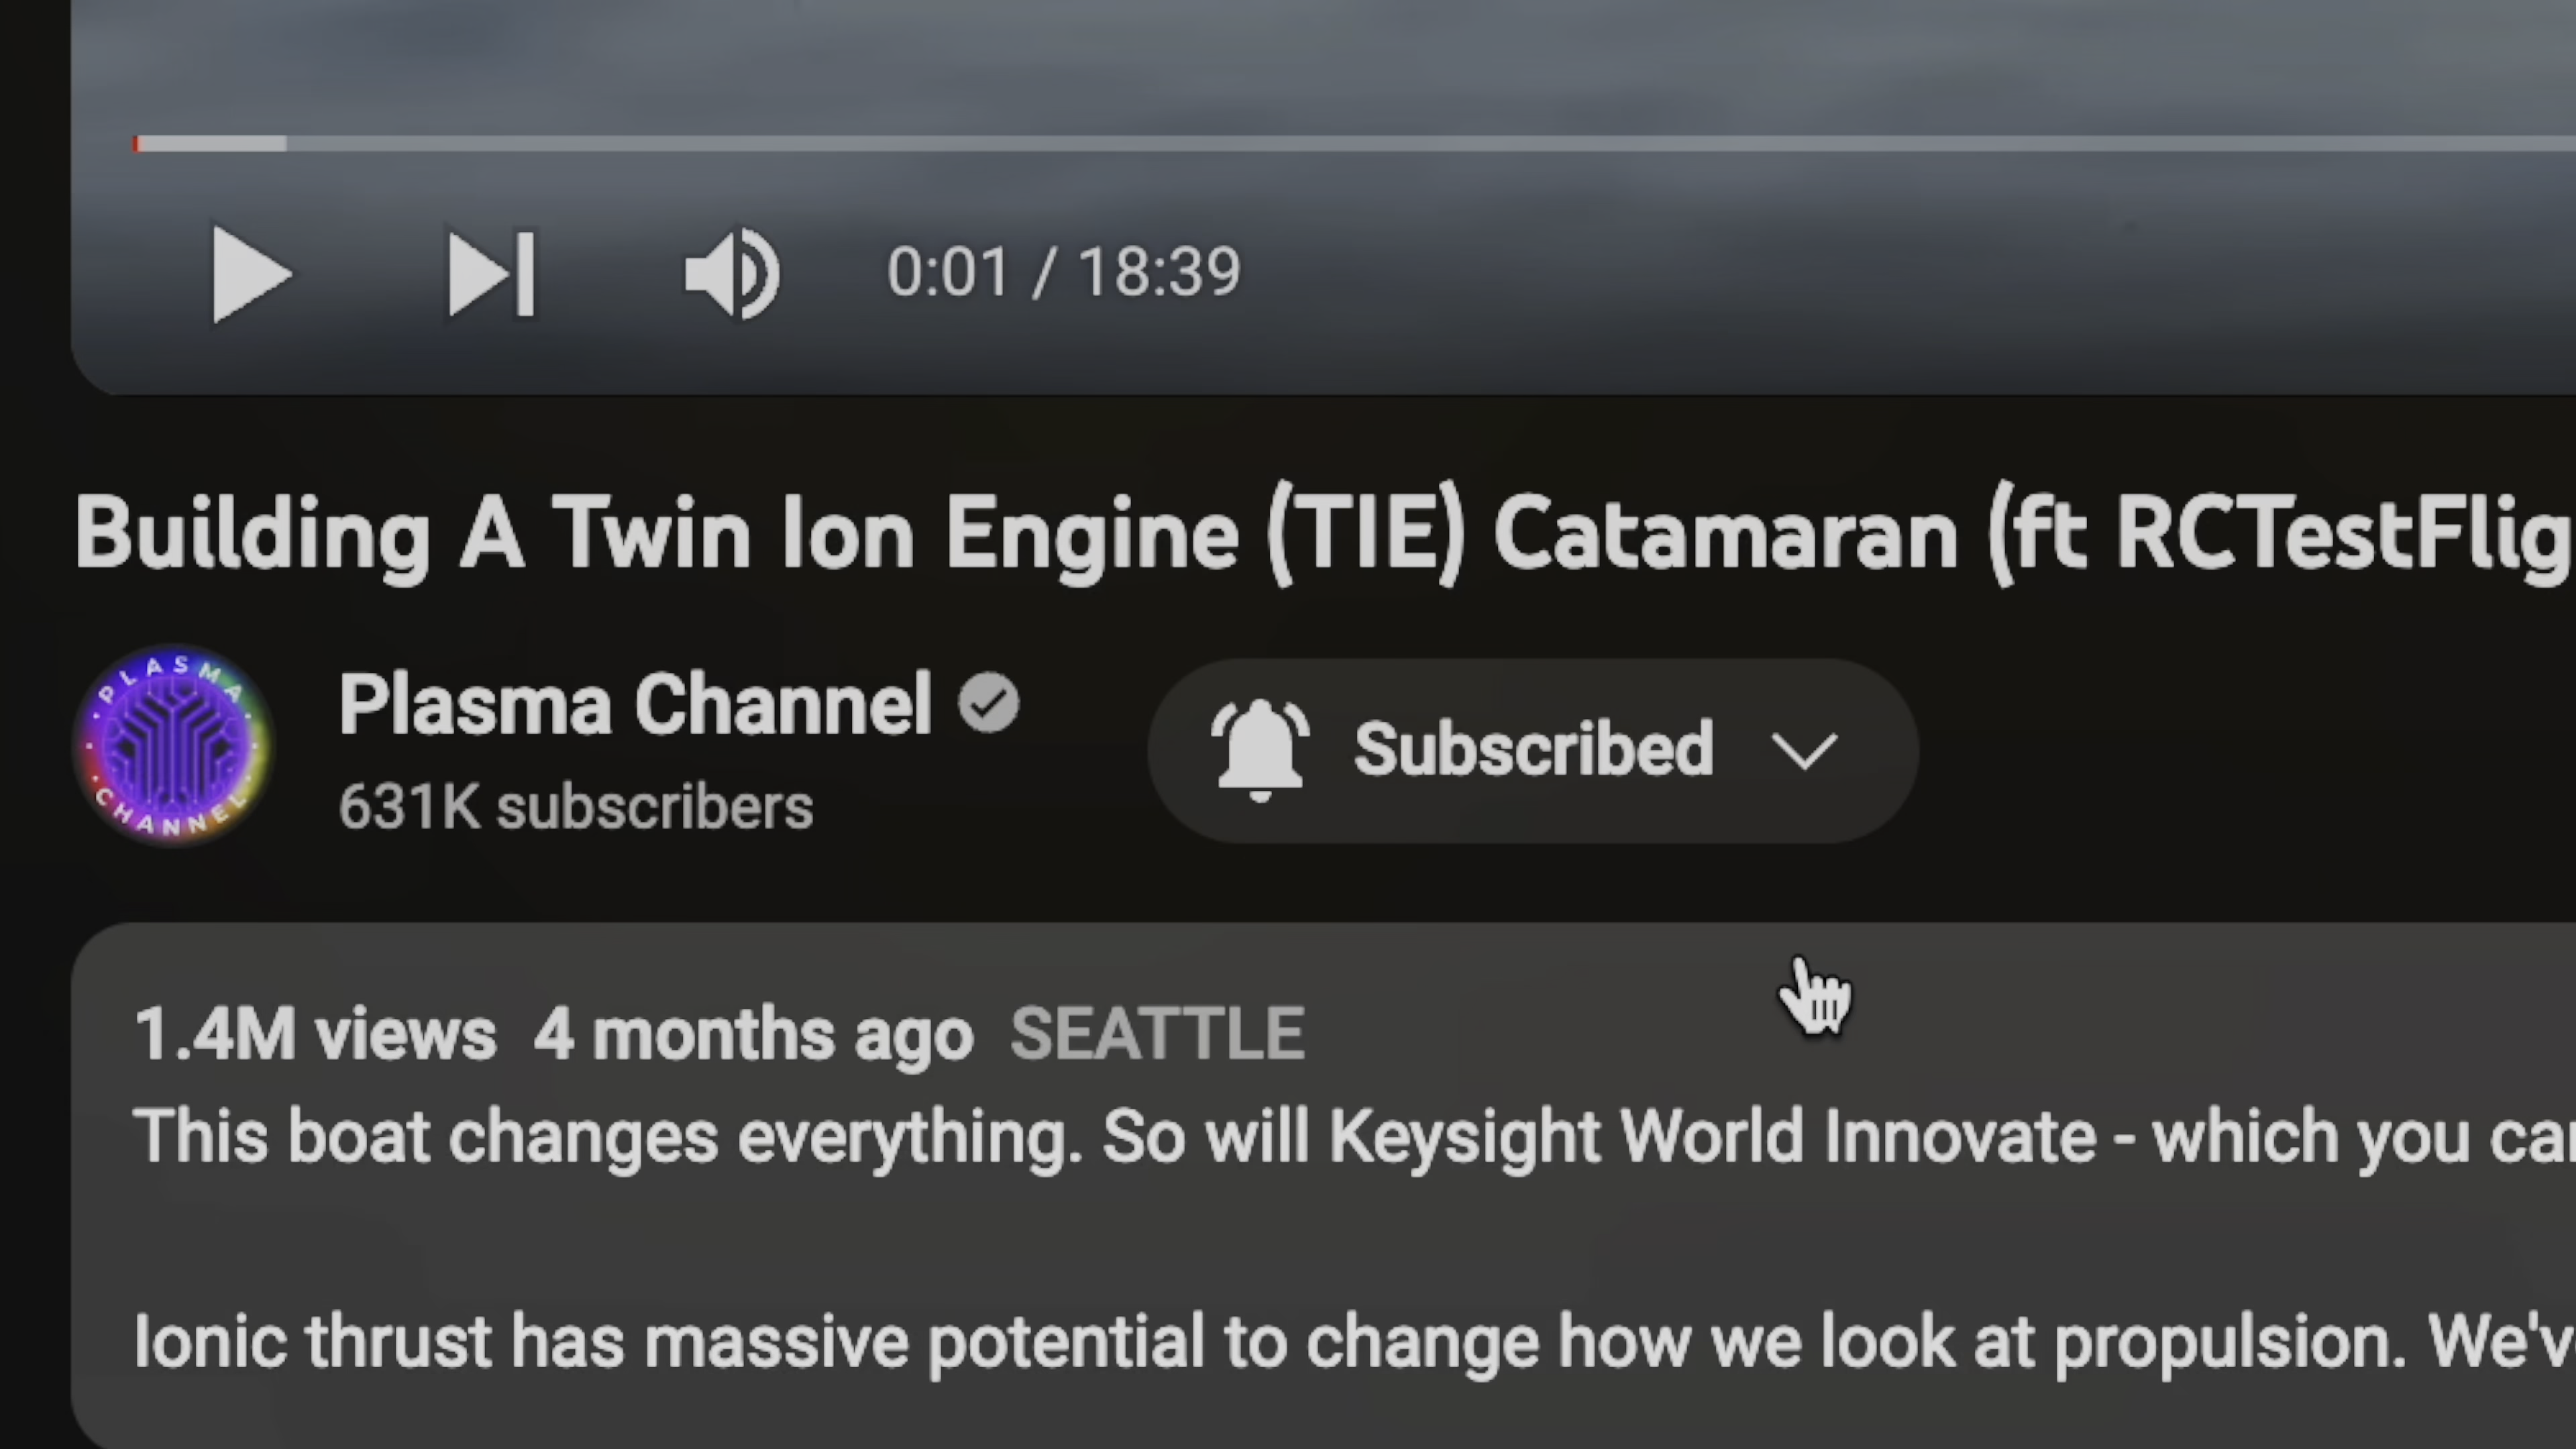 0:01 / 18:39
Building A Twin Ion Engine (TIE) Catamaran (ft RCTestFlig
PLASMA
CHANNEL
Plasma Channel
631K subscribers
Subscribed
1.4M views 4 months ago SEATTLE
This boat changes everything. So will Keysight World Innovate - which you can
Ionic thrust has massive potential to change how we look at propulsion. We've